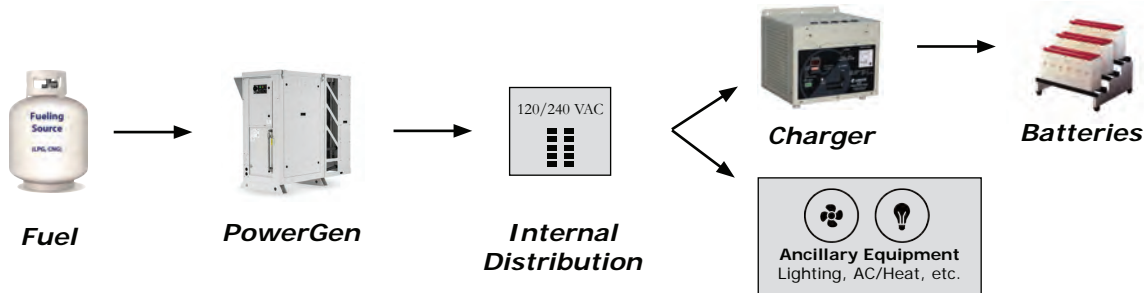 Fueling
Source
(LPG, CNG)
120/240 VAC
Charger
Batteries
Fuel
PowerGen
Internal
Distribution
Ancillary Equipment
Lighting, AC/Heat, etc.